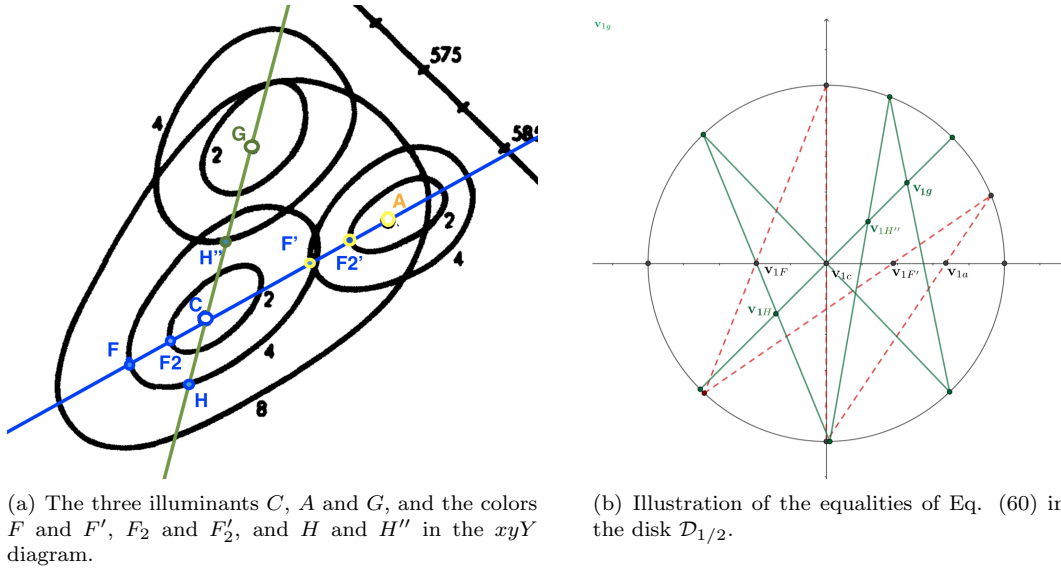 575
585
4
G
2
A
2
H''
F'
F2'
4
C
2
F
F2
4
H
8
(a) The three illuminants C, A and G, and the colors
F and F′, F₂ and F₂′, and H and H″ in the xyY
diagram.
v₁g
v₁g
v₁H''
v₁F
v₁c
v₁F′
v₁a
v₁H
(b) Illustration of the equalities of Eq. (60) in
the disk 𝒟₁/₂.